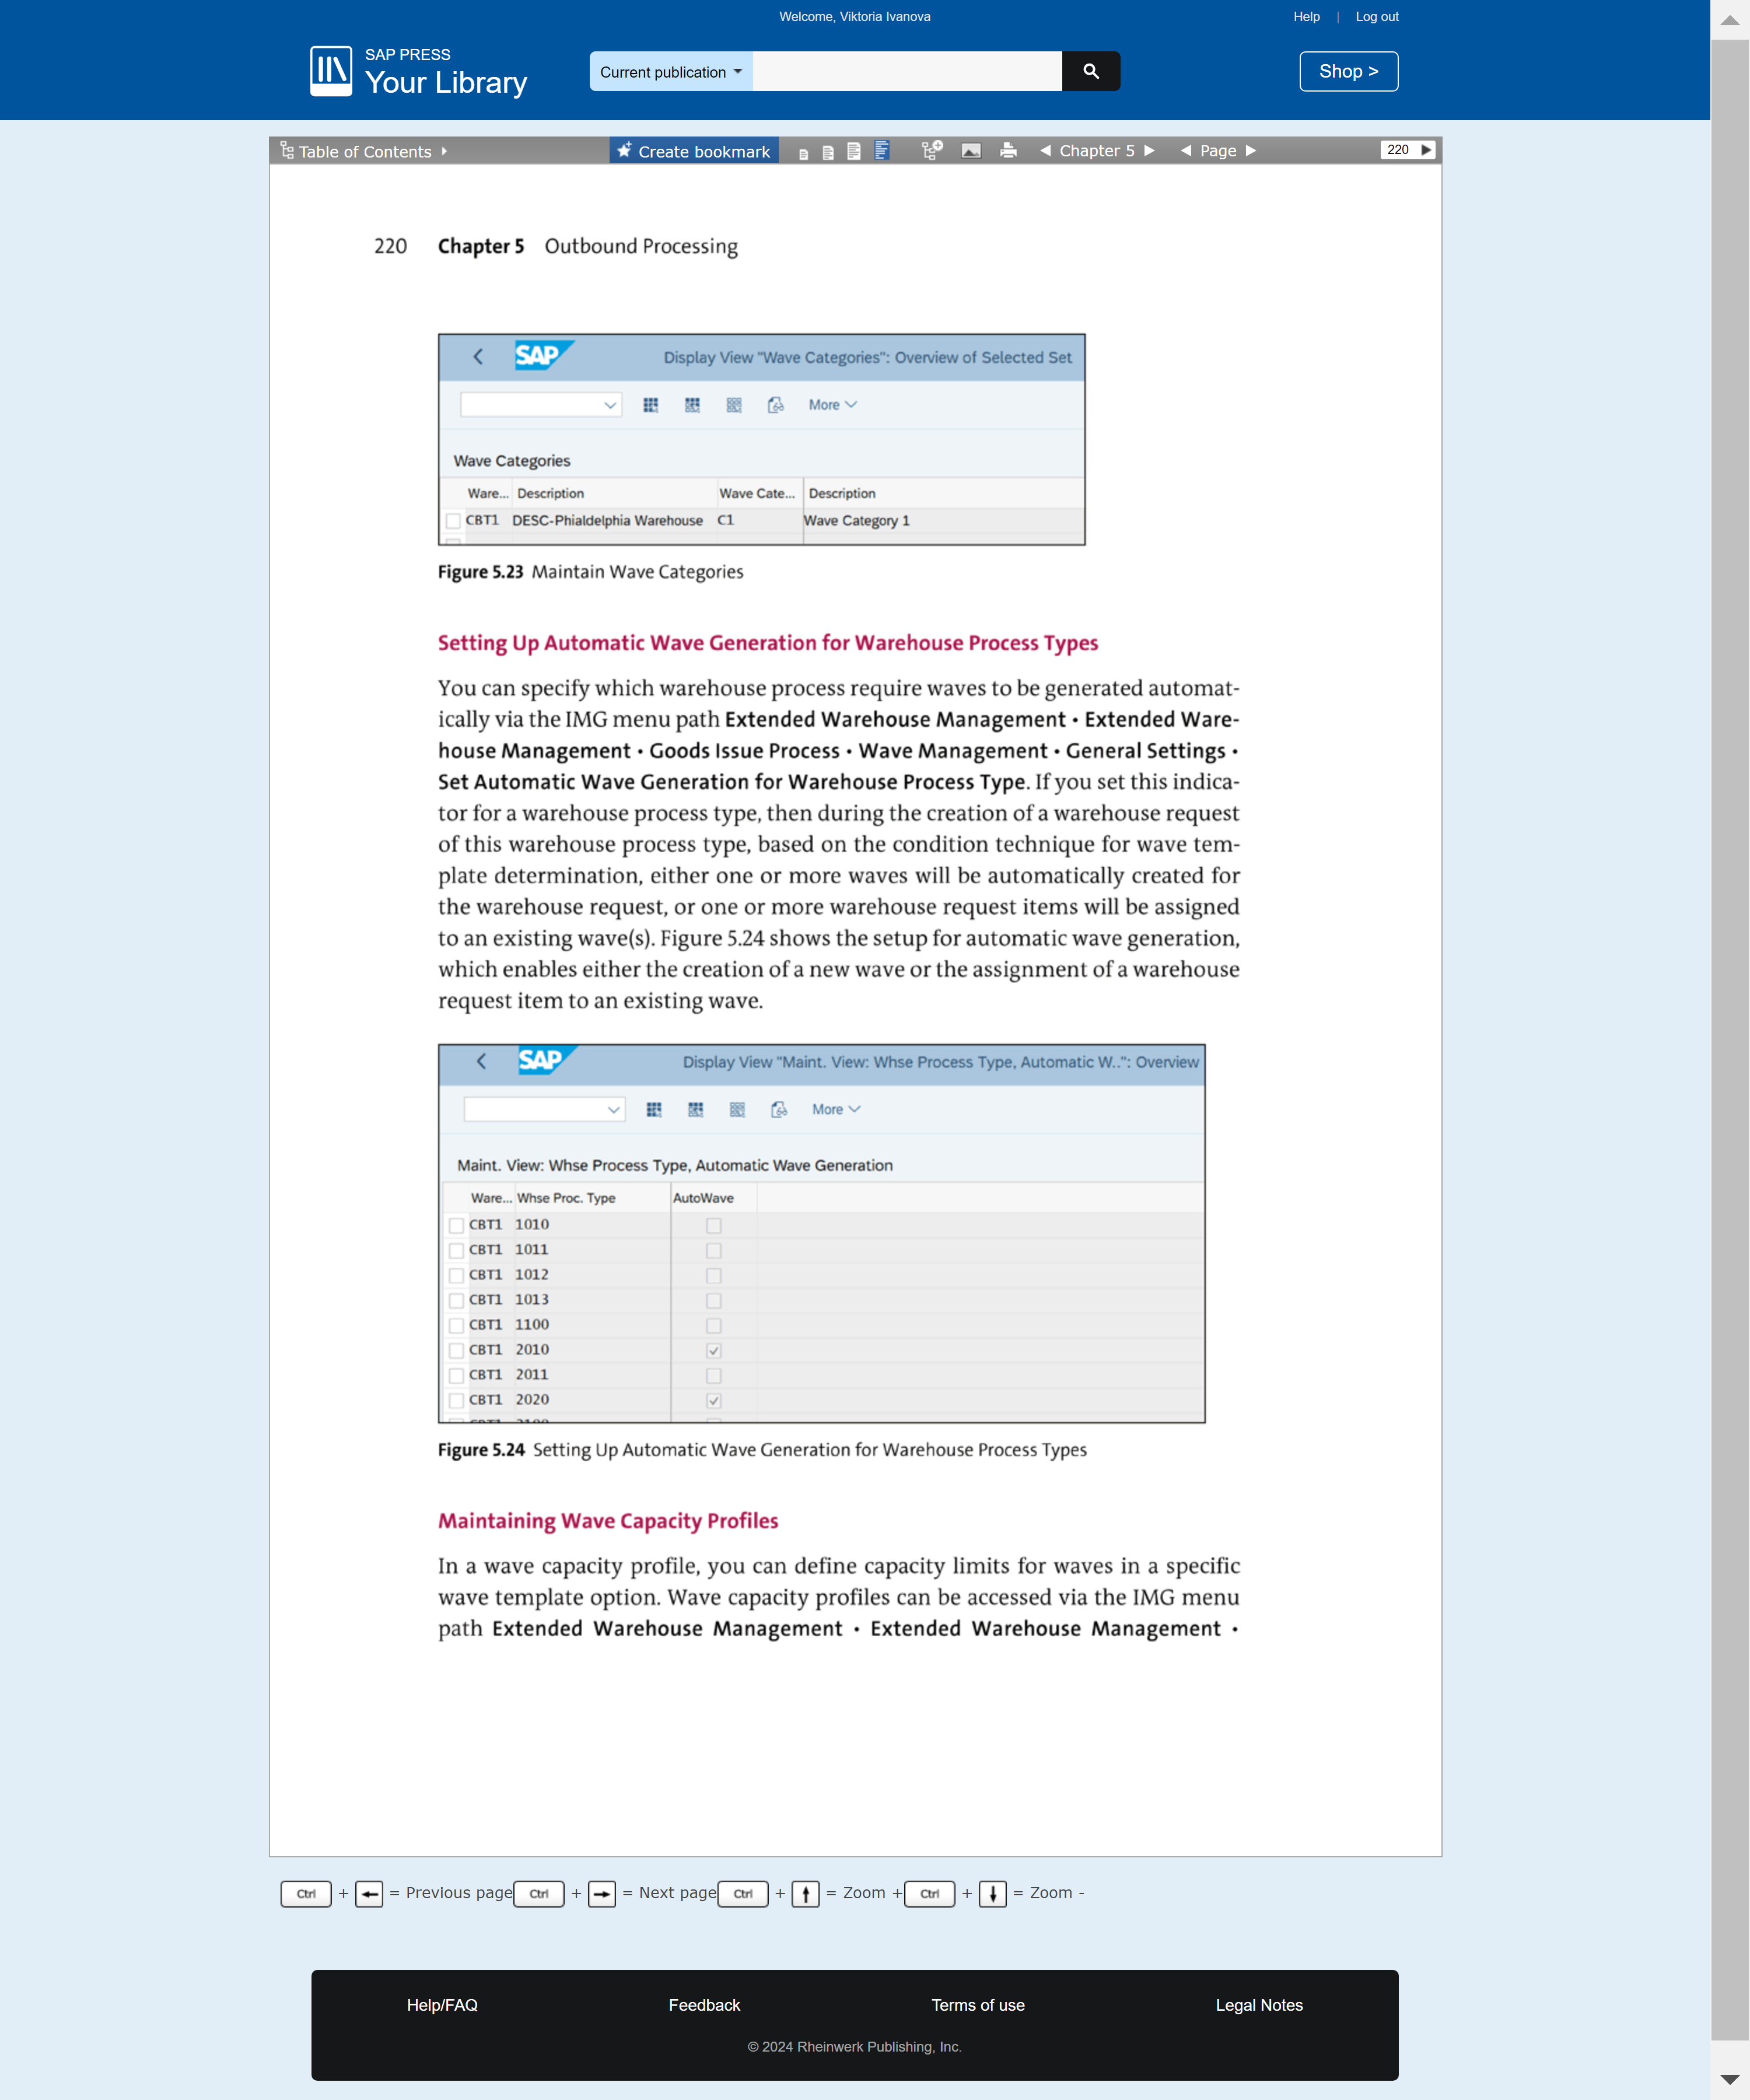 Welcome, Viktoria Ivanova
Help | Log out
SAP PRESS
Your Library
Current publication
Shop >
Table of Contents
Create bookmark
Chapter 5
Page
220
220 Chapter 5 Outbound Processing
SAP
Display View "Wave Categories": Overview of Selected Set
More
Wave Categories
Ware... Description Wave Cate... Description
CBT1 DESC-Phialdelphia Warehouse C1 Wave Category 1
Figure 5.23 Maintain Wave Categories
Setting Up Automatic Wave Generation for Warehouse Process Types
You can specify which warehouse process require waves to be generated automat-
ically via the IMG menu path Extended Warehouse Management • Extended Ware-
house Management • Goods Issue Process • Wave Management • General Settings •
Set Automatic Wave Generation for Warehouse Process Type. If you set this indica-
tor for a warehouse process type, then during the creation of a warehouse request
of this warehouse process type, based on the condition technique for wave tem-
plate determination, either one or more waves will be automatically created for
the warehouse request, or one or more warehouse request items will be assigned
to an existing wave(s). Figure 5.24 shows the setup for automatic wave generation,
which enables either the creation of a new wave or the assignment of a warehouse
request item to an existing wave.
SAP
Display View "Maint. View: Whse Process Type, Automatic W..": Overview
More
Maint. View: Whse Process Type, Automatic Wave Generation
Ware... Whse Proc. Type AutoWave
CBT1 1010
CBT1 1011
CBT1 1012
CBT1 1013
CBT1 1100
CBT1 2010
CBT1 2011
CBT1 2020
Figure 5.24 Setting Up Automatic Wave Generation for Warehouse Process Types
Maintaining Wave Capacity Profiles
In a wave capacity profile, you can define capacity limits for waves in a specific
wave template option. Wave capacity profiles can be accessed via the IMG menu
path Extended Warehouse Management • Extended Warehouse Management •
Ctrl + ← = Previous page Ctrl + → = Next page Ctrl + ↑ = Zoom + Ctrl + ↓ = Zoom -
Help/FAQ
Feedback
Terms of use
Legal Notes
© 2024 Rheinwerk Publishing, Inc.